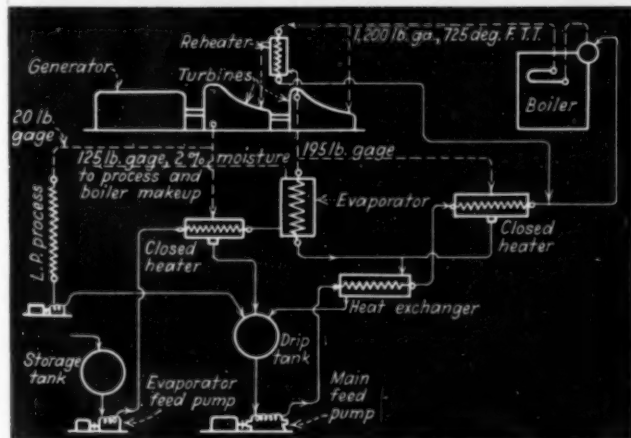 Reheater
1,200 lb. ga., 725 deg. F. T. T.
Generator
Turbines
Boiler
20 lb.
gage
125 lb. gage, 2% moisture
to process and
boiler makeup
195 lb. gage
Evaporator
L.P. process
Closed
heater
Closed
heater
Heat exchanger
Drip
tank
Storage
tank
Evaporator
feed pump
Main
feed
pump